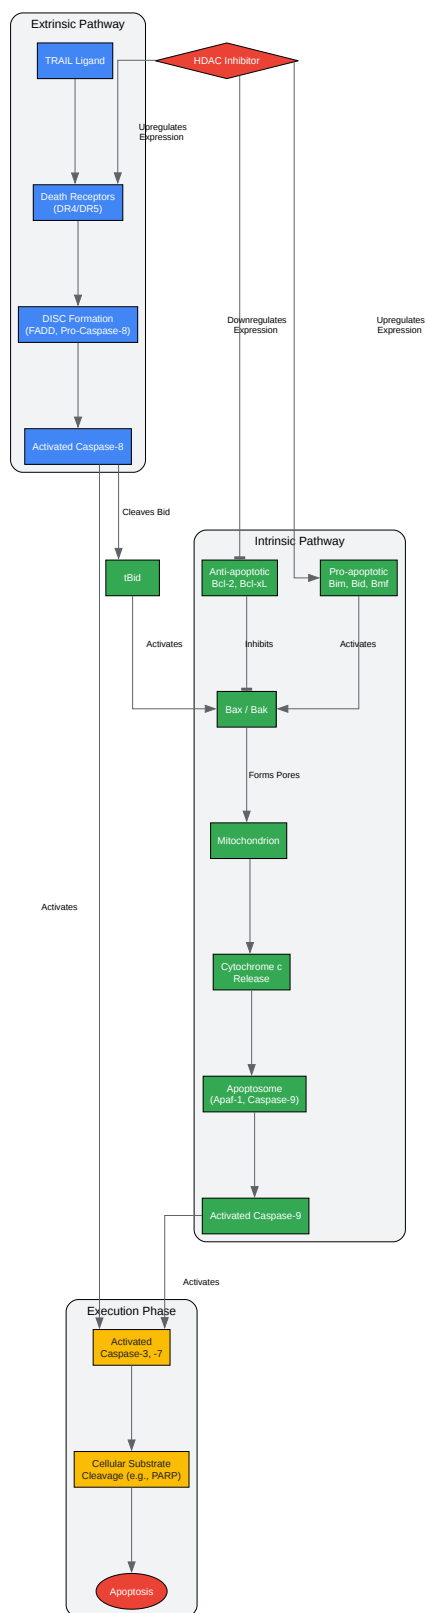 Extrinsic Pathway
TRAIL Ligand
HDAC Inhibitor
Upregulates
Expression
Death Receptors
(DR4/DR5)
DISC Formation
(FADD, Pro-Caspase-8)
Downregulates
Expression
Upregulates
Expression
Activated Caspase-8
Cleaves Bid
Intrinsic Pathway
tBid
Anti-apoptotic
Bcl-2, Bcl-xL
Pro-apoptotic
Bim, Bid, Bmf
Activates
Inhibits
Activates
Bax / Bak
Forms Pores
Mitochondrion
Activates
Cytochrome c
Release
Apoptosome
(Apaf-1, Caspase-9)
Activated Caspase-9
Activates
Execution Phase
Activated
Caspase-3, -7
Cellular Substrate
Cleavage (e.g., PARP)
Apoptosis